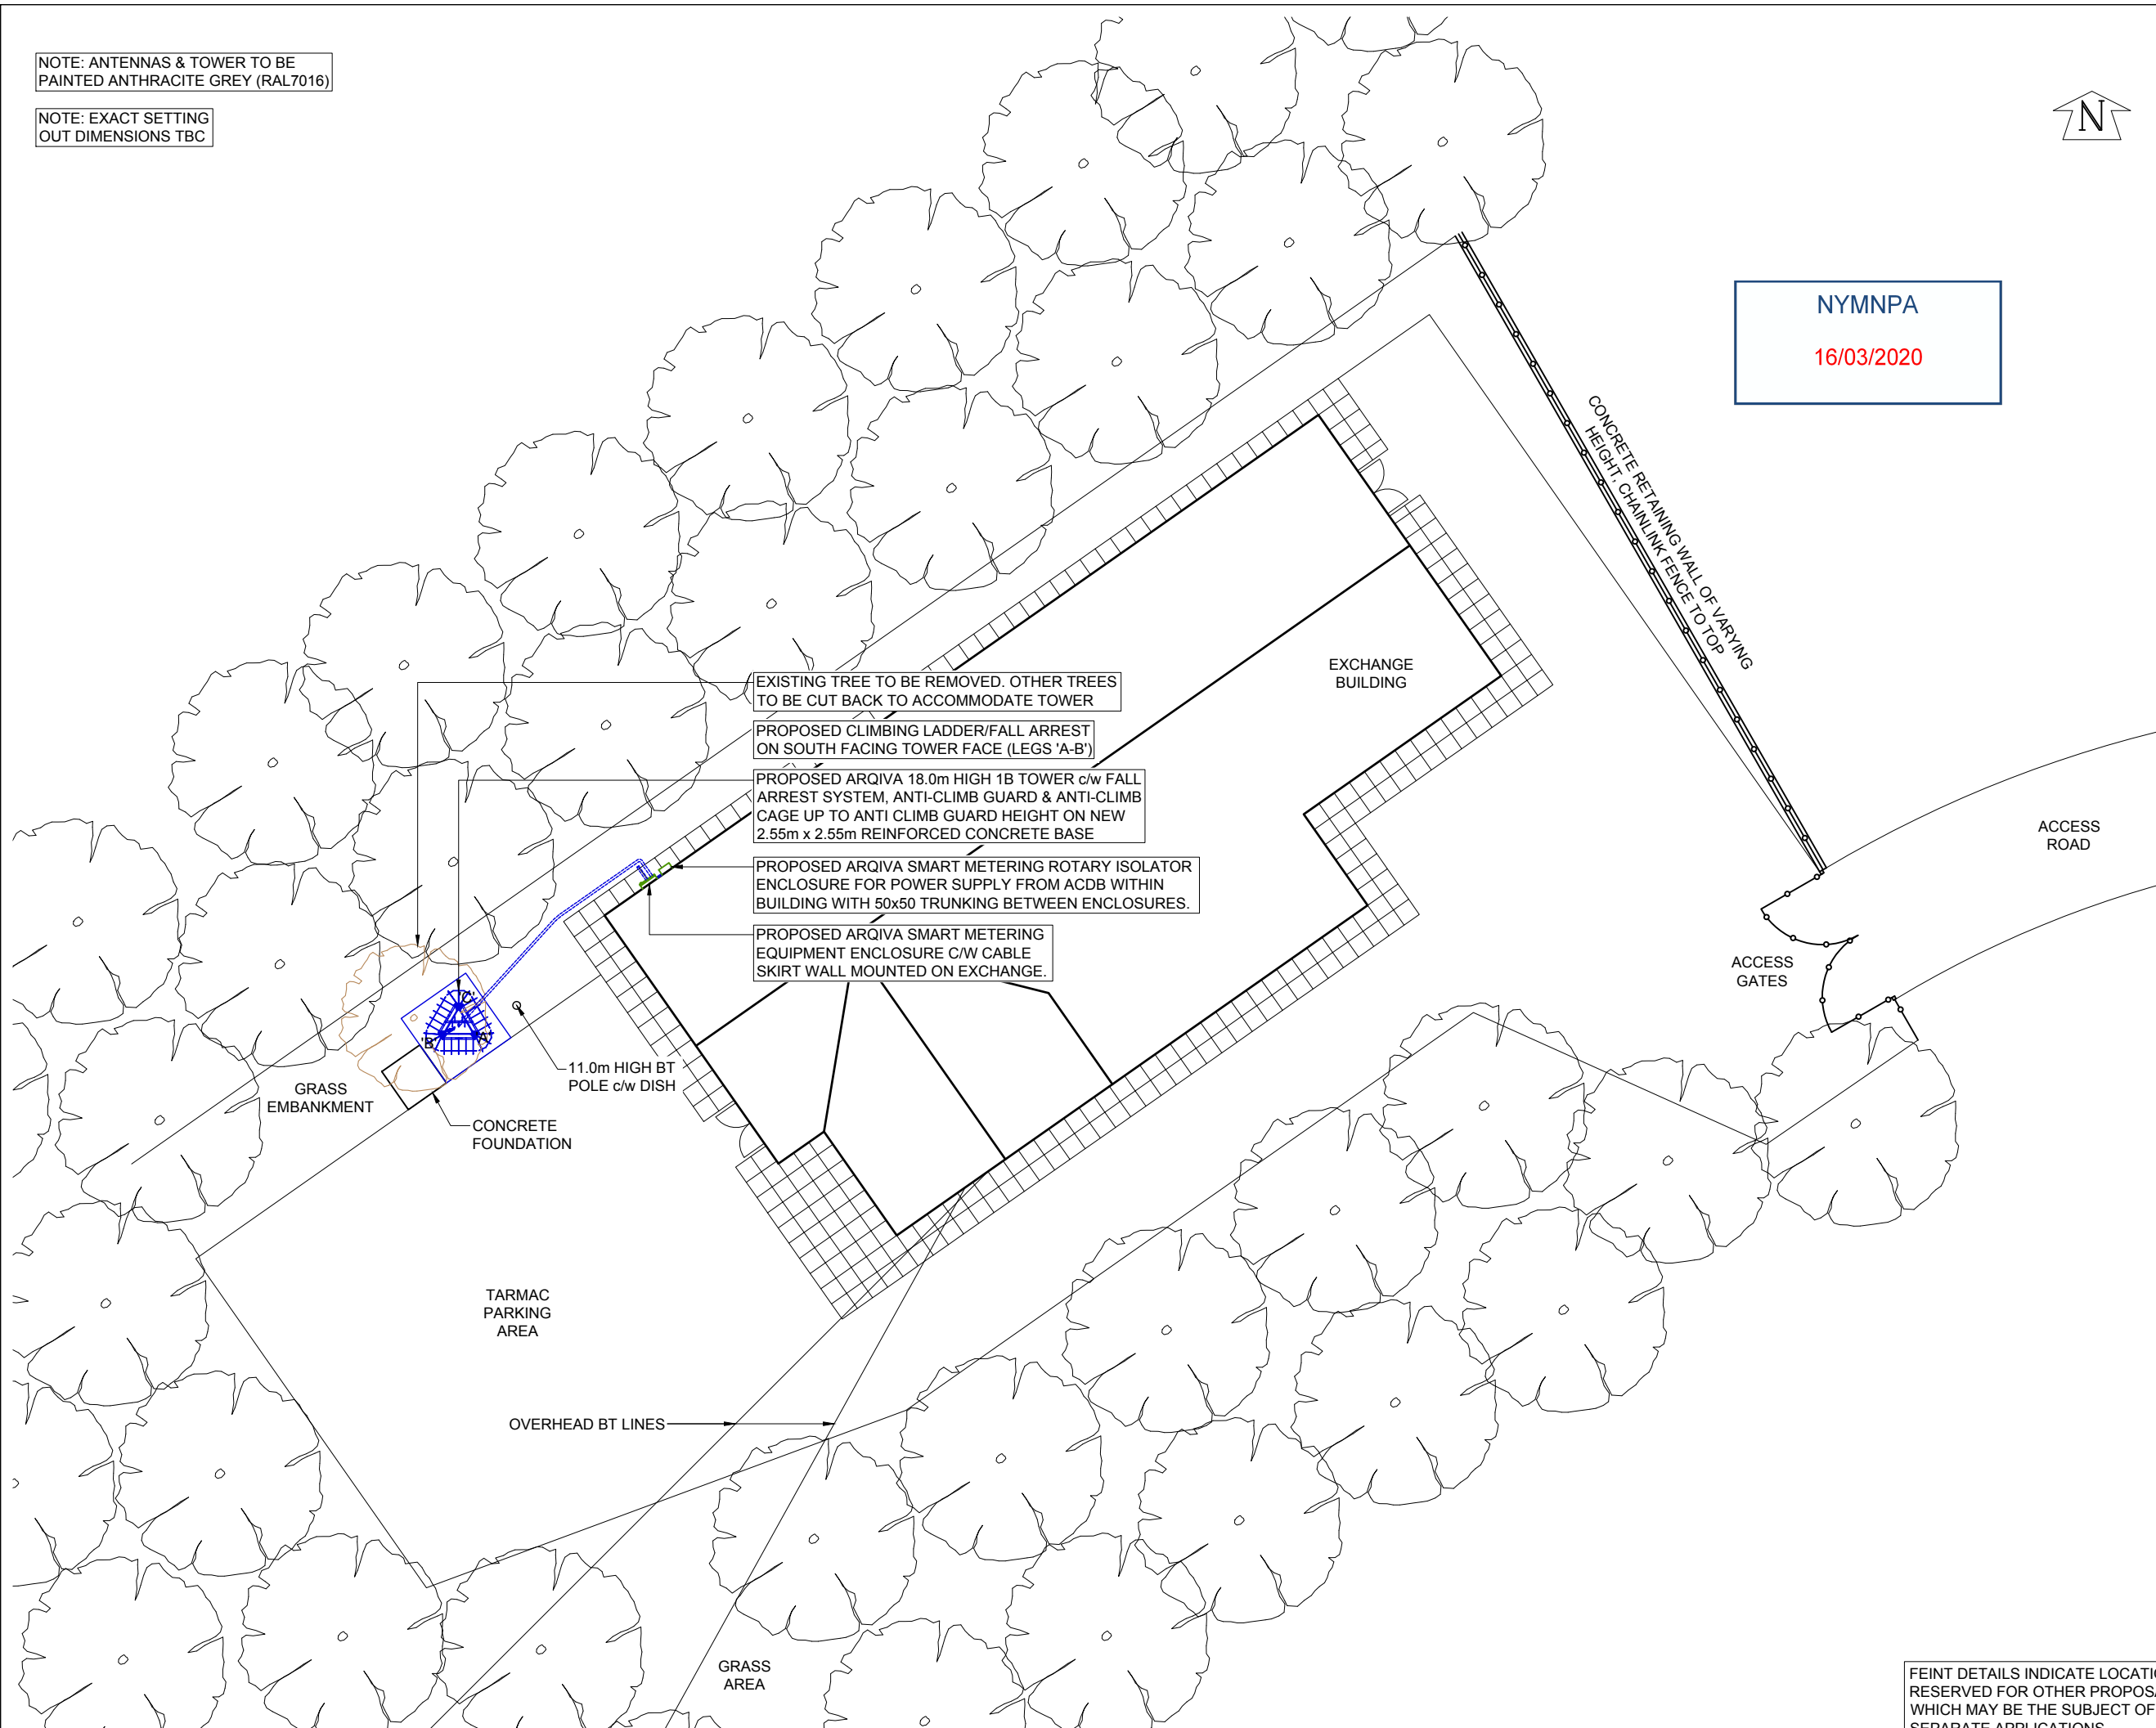 NOTE: ANTENNAS & TOWER TO BE
PAINTED ANTHRACITE GREY (RAL7016)
NOTE: EXACT SETTING
OUT DIMENSIONS TBC
N
NYMNPA
16/03/2020
CONCRETE RETAINING WALL OF VARYING
HEIGHT, CHAINLINK FENCE TO TOP
EXCHANGE
BUILDING
EXISTING TREE TO BE REMOVED. OTHER TREES
TO BE CUT BACK TO ACCOMMODATE TOWER
PROPOSED CLIMBING LADDER/FALL ARREST
ON SOUTH FACING TOWER FACE (LEGS 'A-B')
PROPOSED ARQIVA 18.0m HIGH 1B TOWER c/w FALL
ARREST SYSTEM, ANTI-CLIMB GUARD & ANTI-CLIMB
CAGE UP TO ANTI CLIMB GUARD HEIGHT ON NEW
2.55m x 2.55m REINFORCED CONCRETE BASE
PROPOSED ARQIVA SMART METERING ROTARY ISOLATOR
ENCLOSURE FOR POWER SUPPLY FROM ACDB WITHIN
BUILDING WITH 50x50 TRUNKING BETWEEN ENCLOSURES.
PROPOSED ARQIVA SMART METERING
EQUIPMENT ENCLOSURE C/W CABLE
SKIRT WALL MOUNTED ON EXCHANGE.
ACCESS
ROAD
ACCESS
GATES
'C'
'B'
'A'
11.0m HIGH BT
POLE c/w DISH
GRASS
EMBANKMENT
CONCRETE
FOUNDATION
TARMAC
PARKING
AREA
OVERHEAD BT LINES
GRASS
AREA
FEINT DETAILS INDICATE LOCATI
RESERVED FOR OTHER PROPOS
WHICH MAY BE THE SUBJECT OF
SEPARATE APPLICATIONS